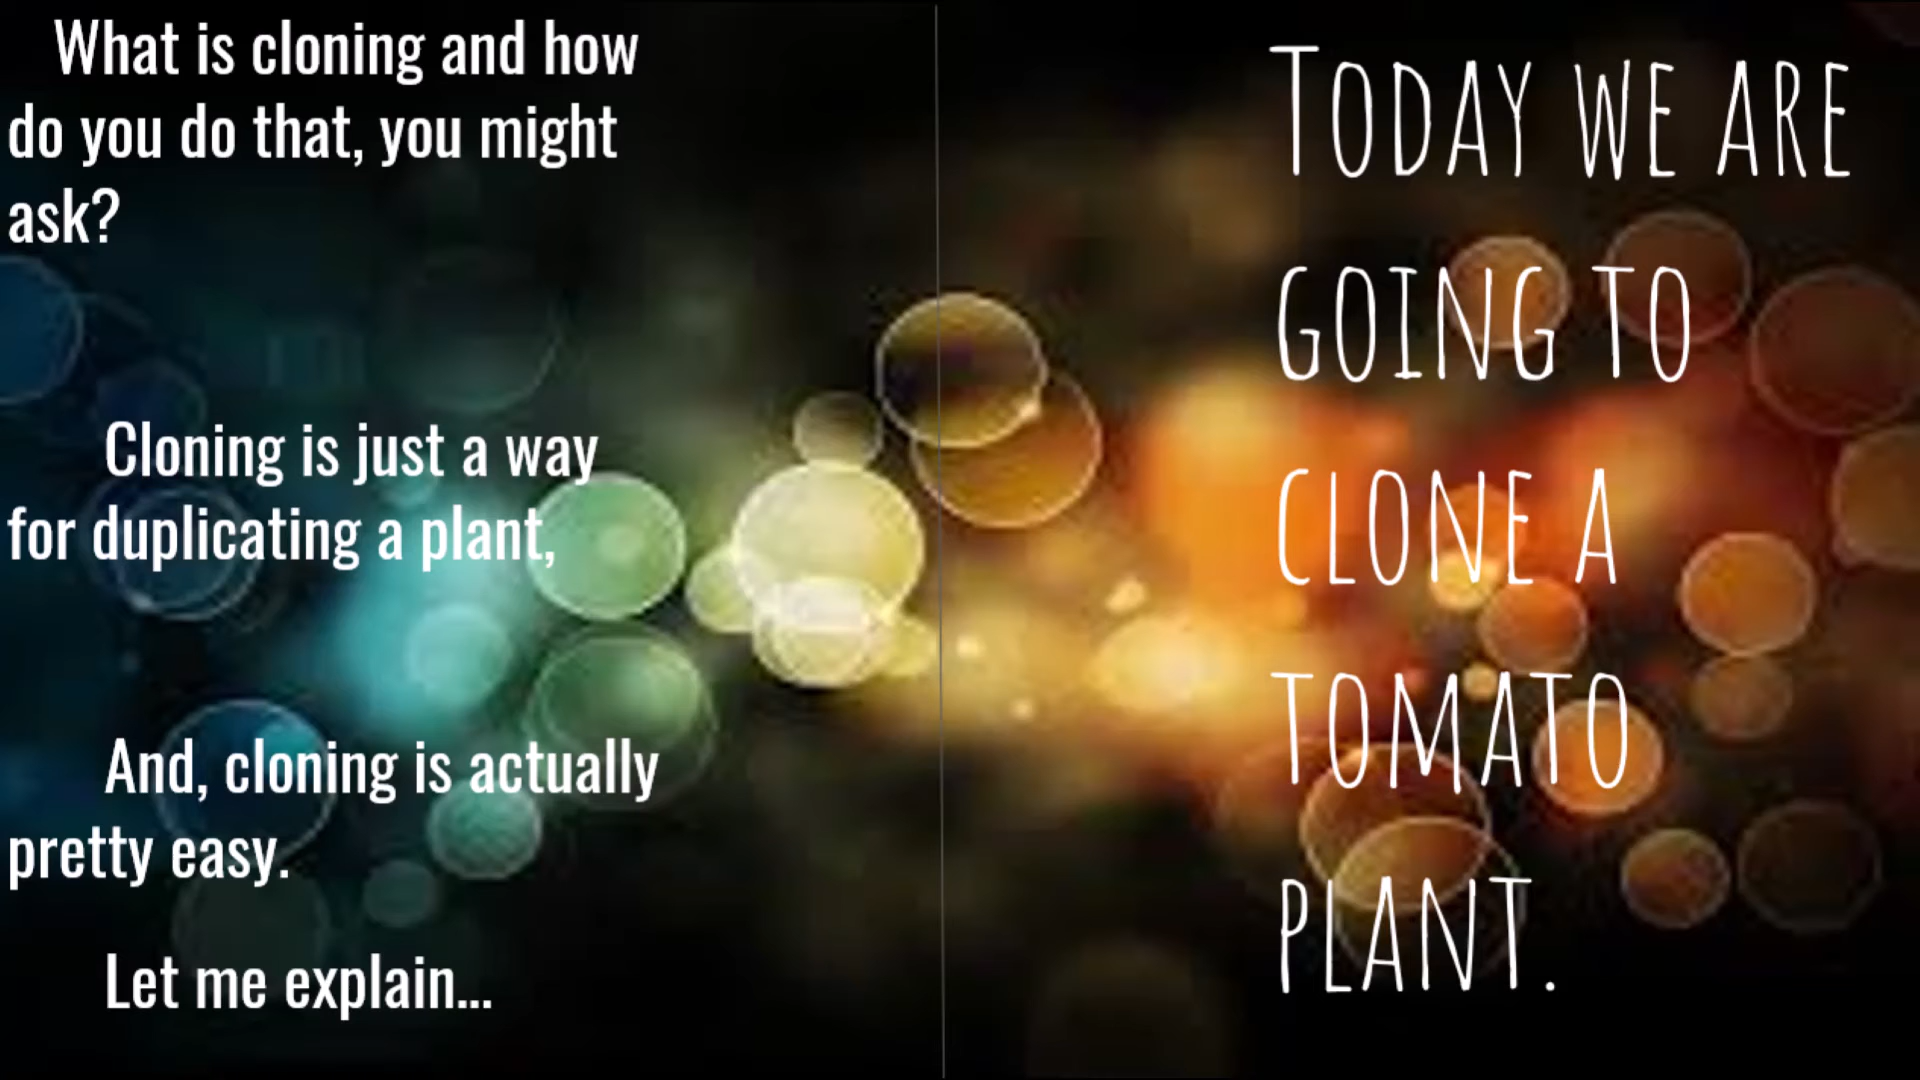 What is cloning and how
do you do that, you might
ask?
Cloning is just a way
for duplicating a plant,
And, cloning is actually
pretty easy.
Let me explain...
TODAY WE ARE
GOING TO
CLONE A
TOMATO
PLANT.